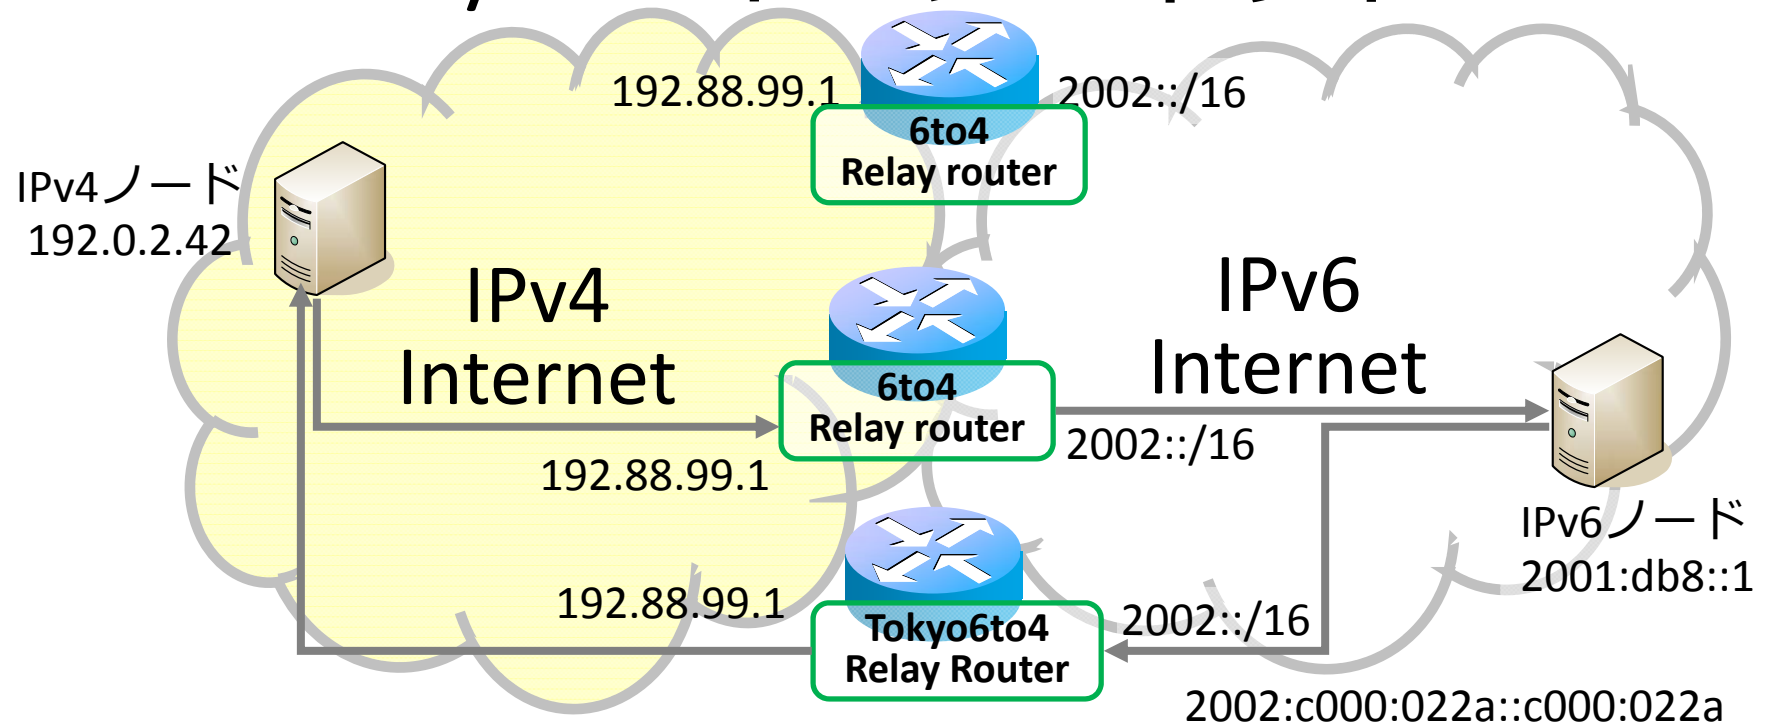 192.88.99.1
2002::/16
6to4
Relay router
IPv4ノード
192.0.2.42
IPv4
Internet
IPv6
Internet
6to4
Relay router
192.88.99.1
2002::/16
IPv6ノード
2001:db8::1
192.88.99.1
2002::/16
Tokyo6to4
Relay Router
2002:c000:022a::c000:022a